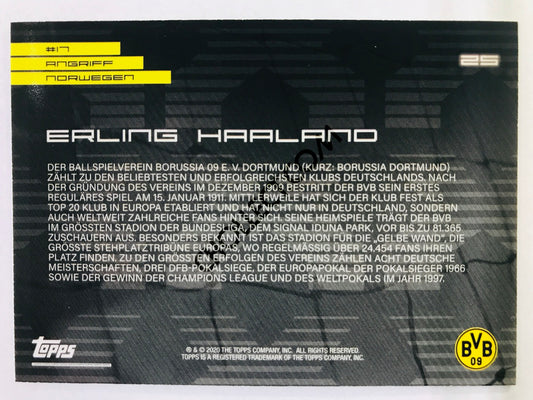 #17
ANGRIFF
NORWEGEN
25
ERLING HAALAND
DER BALLSPIELVEREIN BORUSSIA 09 E. V. DORTMUND (KURZ: BORUSSIA DORTMUND)
ZÄHLT ZU DEN BELIEBTESTEN UND ERFOLGREICHSTEN KLUBS DEUTSCHLANDS. NACH
DER GRÜNDUNG DES VEREINS IM DEZEMBER 1909 BESTRITT DER BVB SEIN ERSTES
REGULÄRES SPIEL AM 15. JANUAR 1911. MITTLERWEILE HAT SICH DER KLUB FEST ALS
TOP 20 KLUB IN EUROPA ETABLIERT UND HAT NICHT NUR IN DEUTSCHLAND, SONDERN
AUCH WELTWEIT ZAHLREICHE FANS HINTER SICH. SEINE HEIMSPIELE TRÄGT DER BVB
IM GRÖSSTEN STADION DER BUNDESLIGA, DEM SIGNAL IDUNA PARK, VOR BIS ZU 81.365
ZUSCHAUERN AUS. BESONDERS BEKANNT IST DAS STADION FÜR DIE „GELBE WAND“, DIE
GRÖSSTE STEHPLATZTRIBÜNE EUROPAS, WO REGELMÄSSIG ÜBER 24.454 FANS IHREN
PLATZ FINDEN. ZU DEN GRÖSSTEN ERFOLGEN DES VEREINS ZÄHLEN ACHT DEUTSCHE
MEISTERSCHAFTEN, DREI DFB-POKALSIEGE, DER EUROPAPOKAL DER POKALSIEGER 1966
SOWIE DER GEWINN DER CHAMPIONS LEAGUE UND DES WELTPOKALS (IM JAHR 1997.
topps
® & © 2020 THE TOPPS COMPANY, INC. ALL RIGHTS RESERVED.
TOPPS IS A REGISTERED TRADEMARK OF THE TOPPS COMPANY, INC.
BVB
09